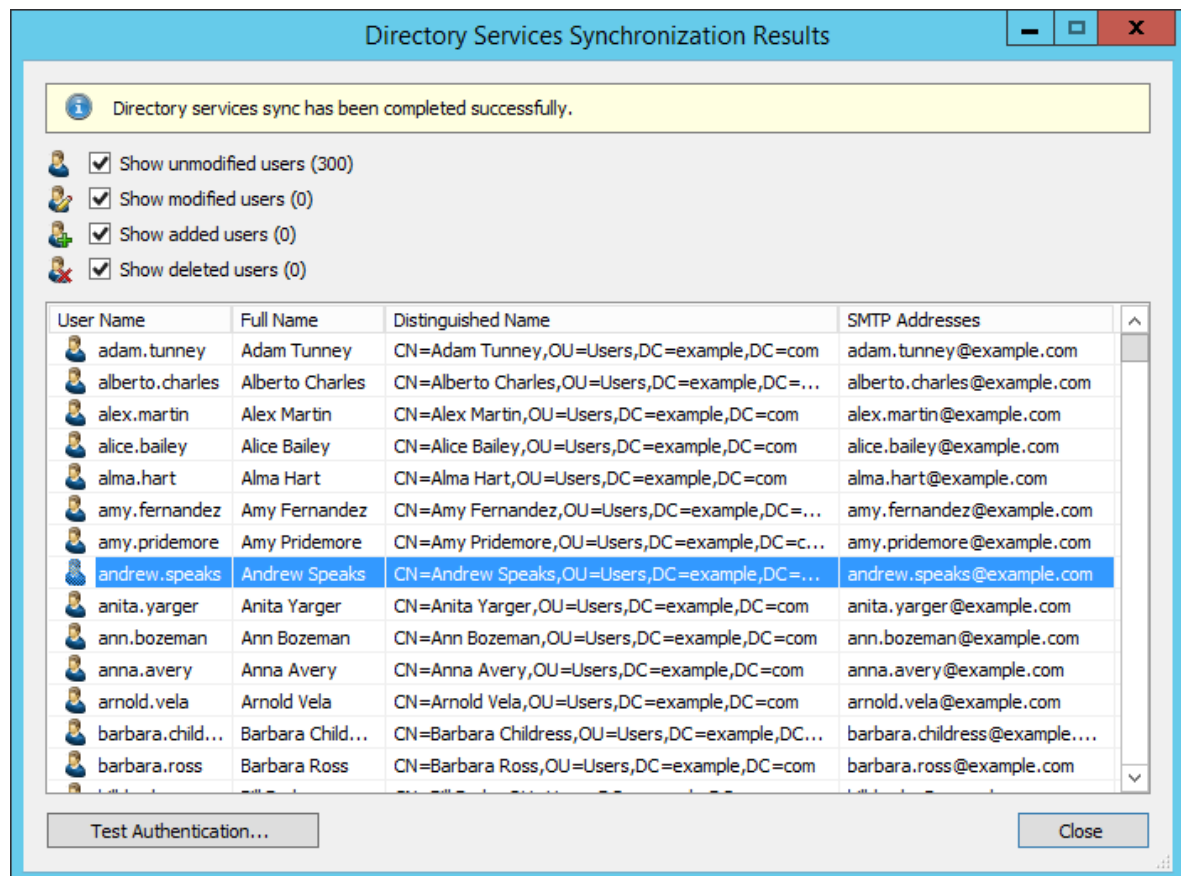 Directory Services Synchronization Results
Directory services sync has been completed successfully.
Show unmodified users (300)
Show modified users (0)
Show added users (0)
Show deleted users (0)
User Name Full Name Distinguished Name SMTP Addresses
adam.tunney Adam Tunney CN=Adam Tunney,OU=Users,DC=example,DC=com adam.tunney@example.com
alberto.charles Alberto Charles CN=Alberto Charles,OU=Users,DC=example,DC=... alberto.charles@example.com
alex.martin Alex Martin CN=Alex Martin,OU=Users,DC=example,DC=com alex.martin@example.com
alice.bailey Alice Bailey CN=Alice Bailey,OU=Users,DC=example,DC=com alice.bailey@example.com
alma.hart Alma Hart CN=Alma Hart,OU=Users,DC=example,DC=com alma.hart@example.com
amy.fernandez Amy Fernandez CN=Amy Fernandez,OU=Users,DC=example,DC=... amy.fernandez@example.com
amy.pridemore Amy Pridemore CN=Amy Pridemore,OU=Users,DC=example,DC=c... amy.pridemore@example.com
andrew.speaks Andrew Speaks CN=Andrew Speaks,OU=Users,DC=example,DC=... andrew.speaks@example.com
anita.yarger Anita Yarger CN=Anita Yarger,OU=Users,DC=example,DC=com anita.yarger@example.com
ann.bozeman Ann Bozeman CN=Ann Bozeman,OU=Users,DC=example,DC=com ann.bozeman@example.com
anna.avery Anna Avery CN=Anna Avery,OU=Users,DC=example,DC=com anna.avery@example.com
arnold.vela Arnold Vela CN=Arnold Vela,OU=Users,DC=example,DC=com arnold.vela@example.com
barbara.child... Barbara Child... CN=Barbara Childress,OU=Users,DC=example,DC... barbara.childress@example....
barbara.ross Barbara Ross CN=Barbara Ross,OU=Users,DC=example,DC=com barbara.ross@example.com
Test Authentication... Close